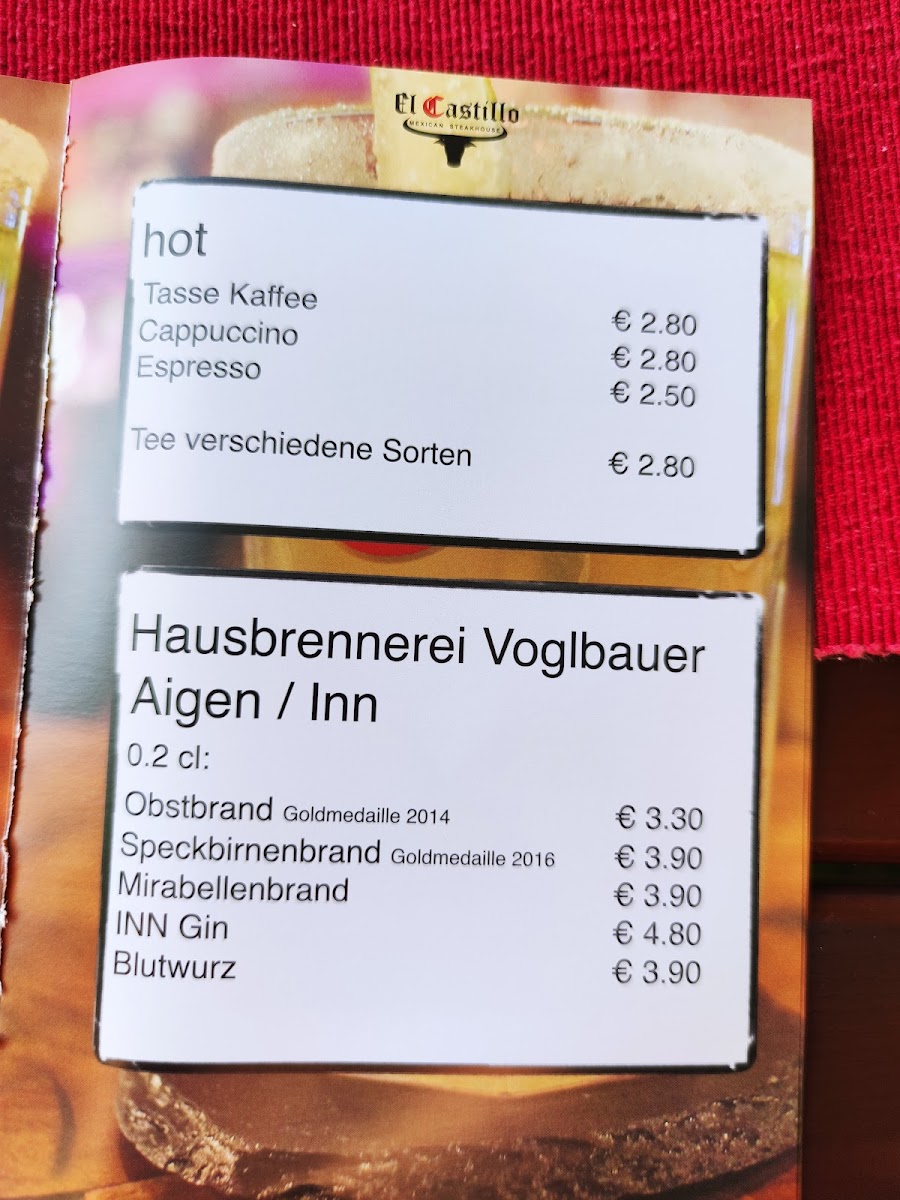 El Castillo
MEXICAN STEAKHOUSE
hot
Tasse Kaffee € 2.80
Cappuccino € 2.80
Espresso € 2.50
Tee verschiedene Sorten € 2.80
Hausbrennerei Voglbauer
Aigen / Inn
0.2 cl:
Obstbrand Goldmedaille 2014 € 3.30
Speckbirnenbrand Goldmedaille 2016 € 3.90
Mirabellenbrand € 3.90
INN Gin € 4.80
Blutwurz € 3.90